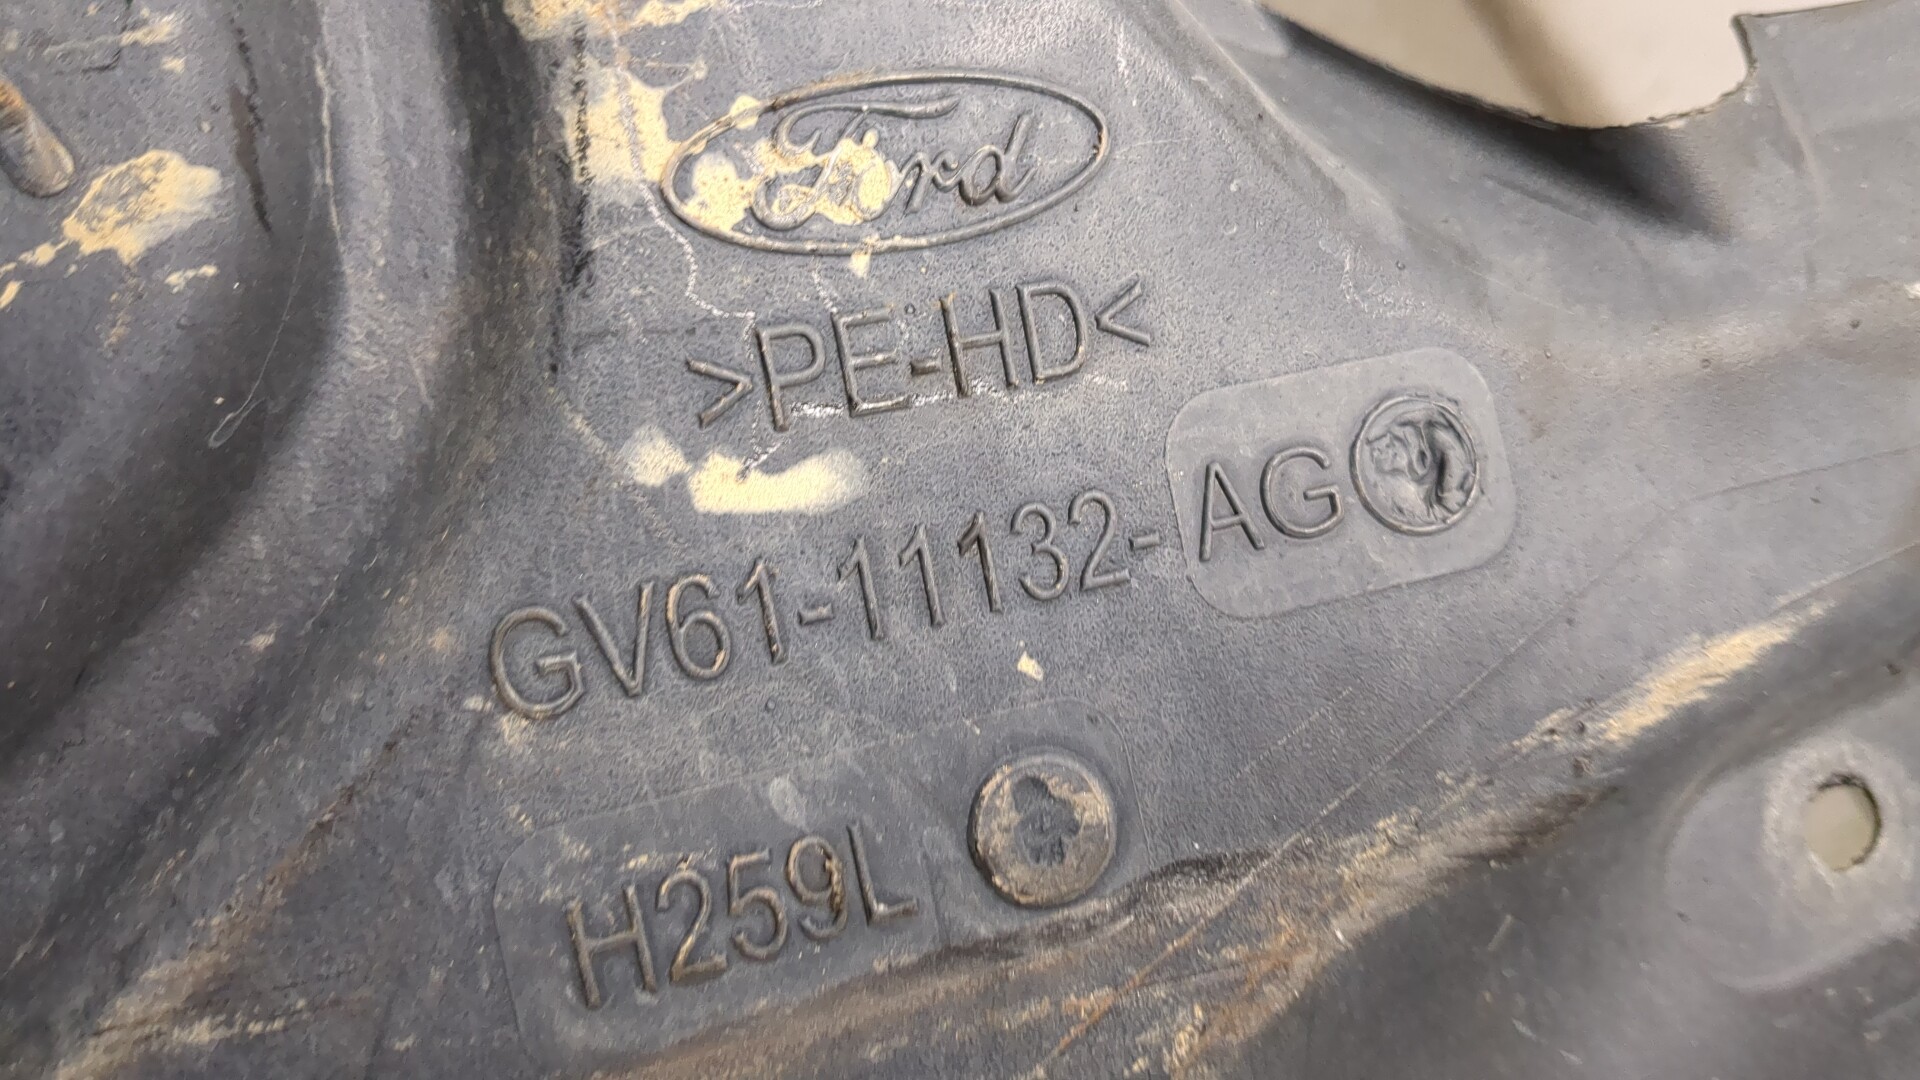 Ford
>PE-HD<
GV61-11132-AG
H259L